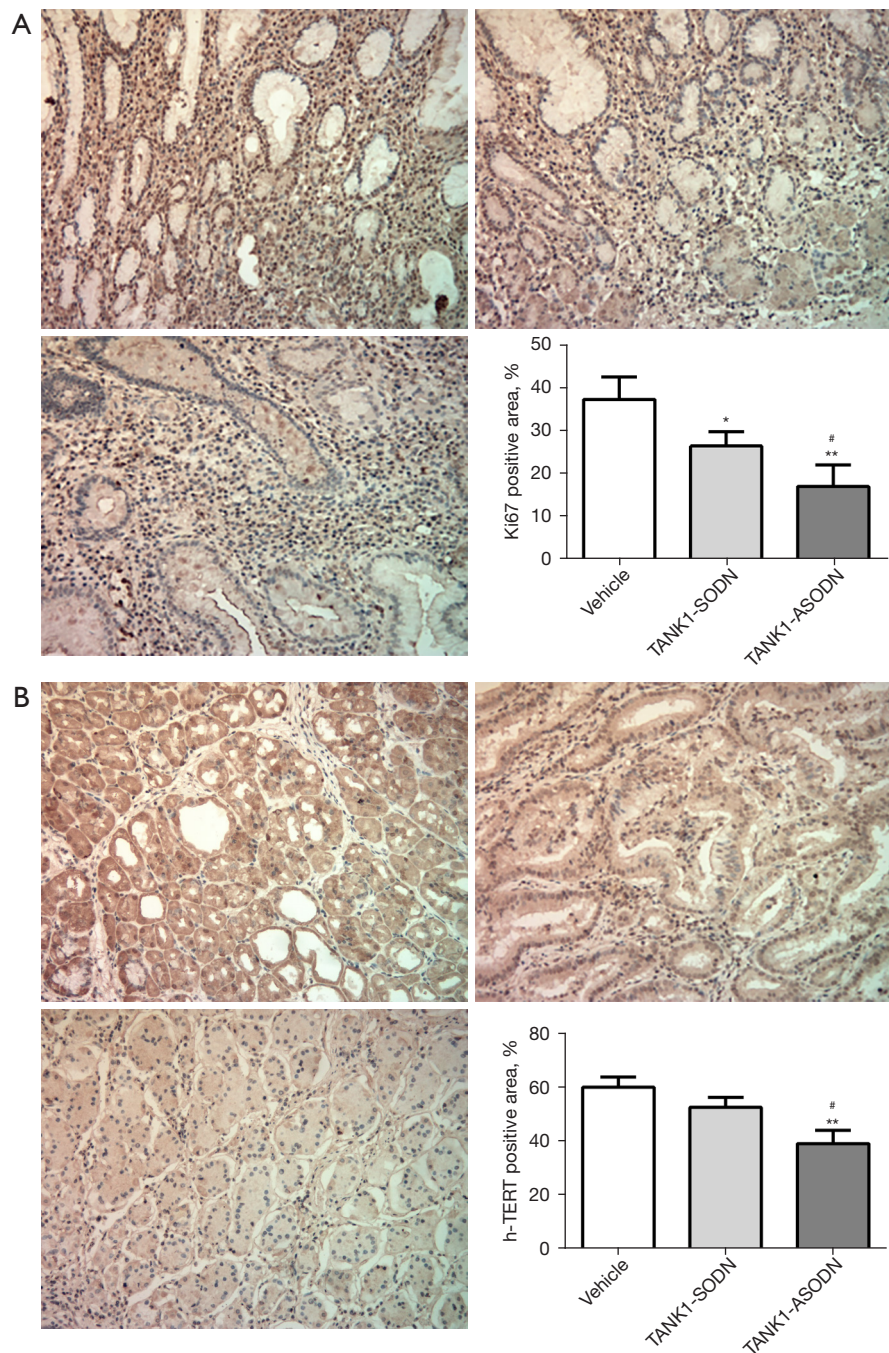 A
Ki67 positive area, %
50
40
30
20
10
0
*
#
**
Vehicle
TANK1-SODN
TANK1-ASODN
B
h-TERT positive area, %
80
60
40
20
0
#
**
Vehicle
TANK1-SODN
TANK1-ASODN